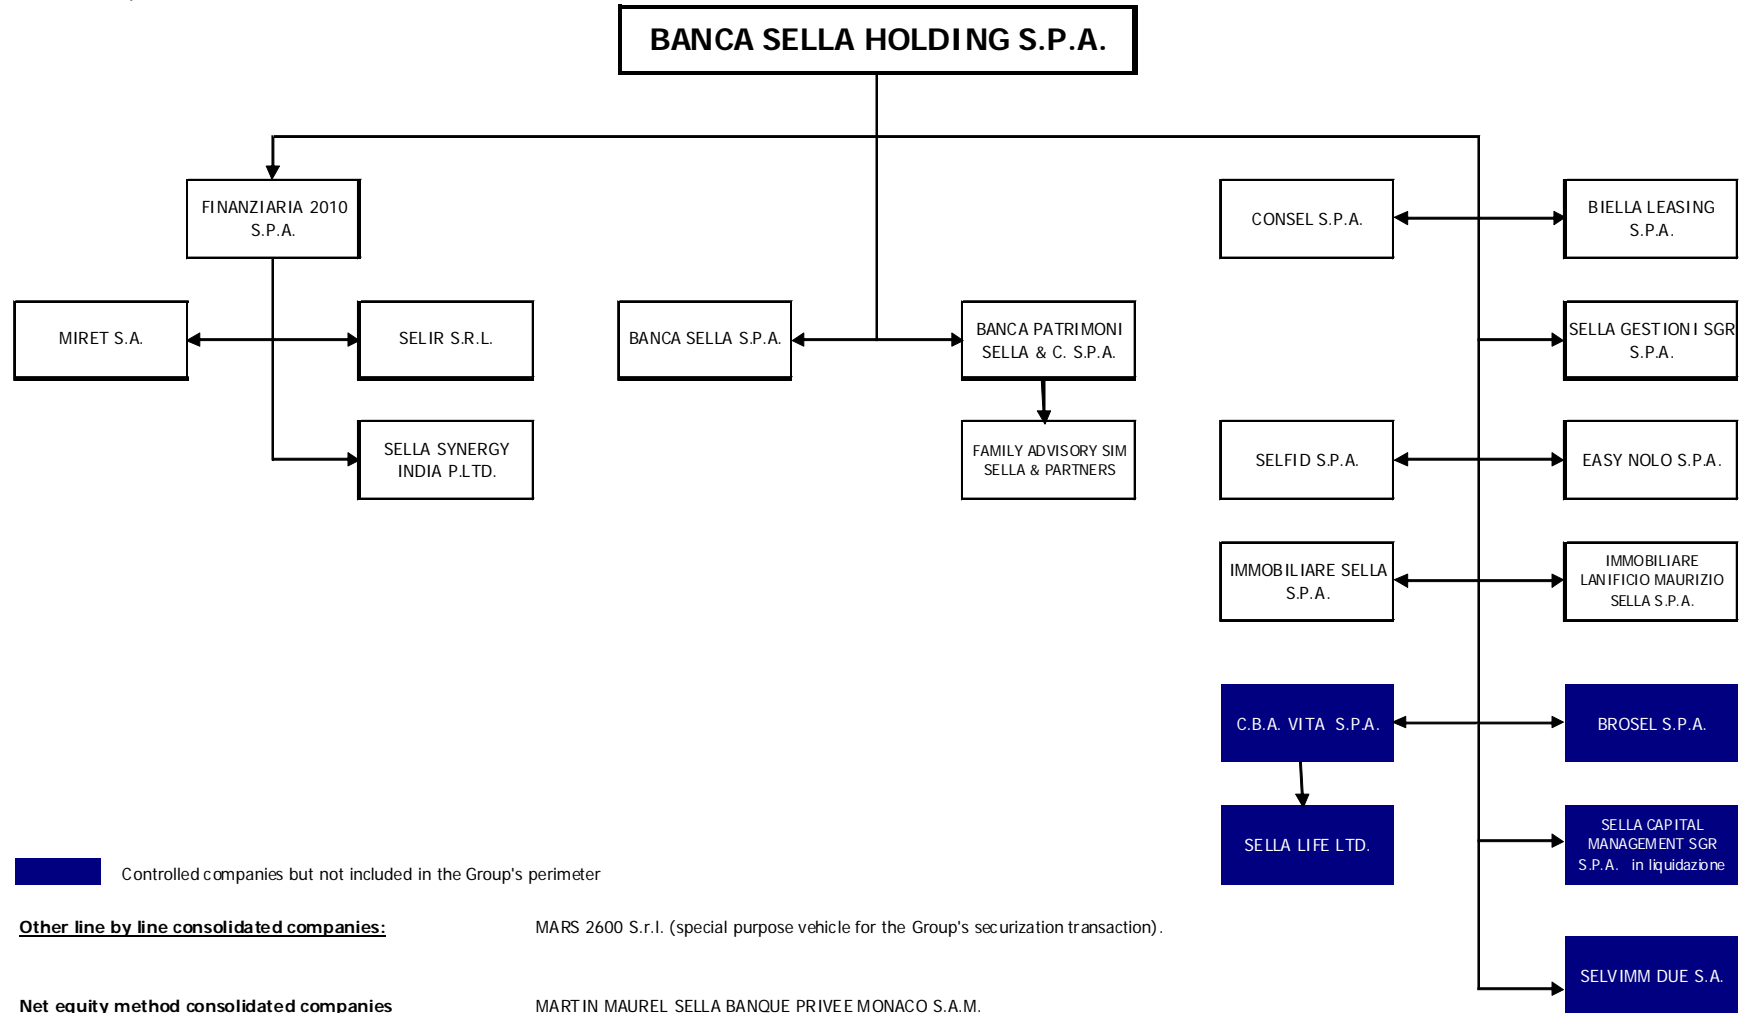 BANCA SELLA HOLDING S.P.A.
FINANZIARIA 2010
S.P.A.
CONSEL S.P.A.
BIELLA LEASING
S.P.A.
MIRET S.A.
SELIR S.R.L.
BANCA SELLA S.P.A.
BANCA PATRIMONI
SELLA & C. S.P.A.
SELLA GESTIONI SGR
S.P.A.
SELLA SYNERGY
INDIA P.LTD.
FAMILY ADVISORY SIM
SELLA & PARTNERS
SELFID S.P.A.
EASY NOLO S.P.A.
IMMOBILIARE SELLA
S.P.A.
IMMOBILIARE
LANIFICIO MAURIZIO
SELLA S.P.A.
C.B.A. VITA S.P.A.
BROSEL S.P.A.
SELLA LIFE LTD.
SELLA CAPITAL
MANAGEMENT SGR
S.P.A. in liquidazione
Controlled companies but not included in the Group's perimeter
Other line by line consolidated companies: MARS 2600 S.r.l. (special purpose vehicle for the Group's securization transaction).
SELVIMM DUE S.A.
Net equity method consolidated companies MARTIN MAUREL SELLA BANQUE PRIVEE MONACO S.A.M.